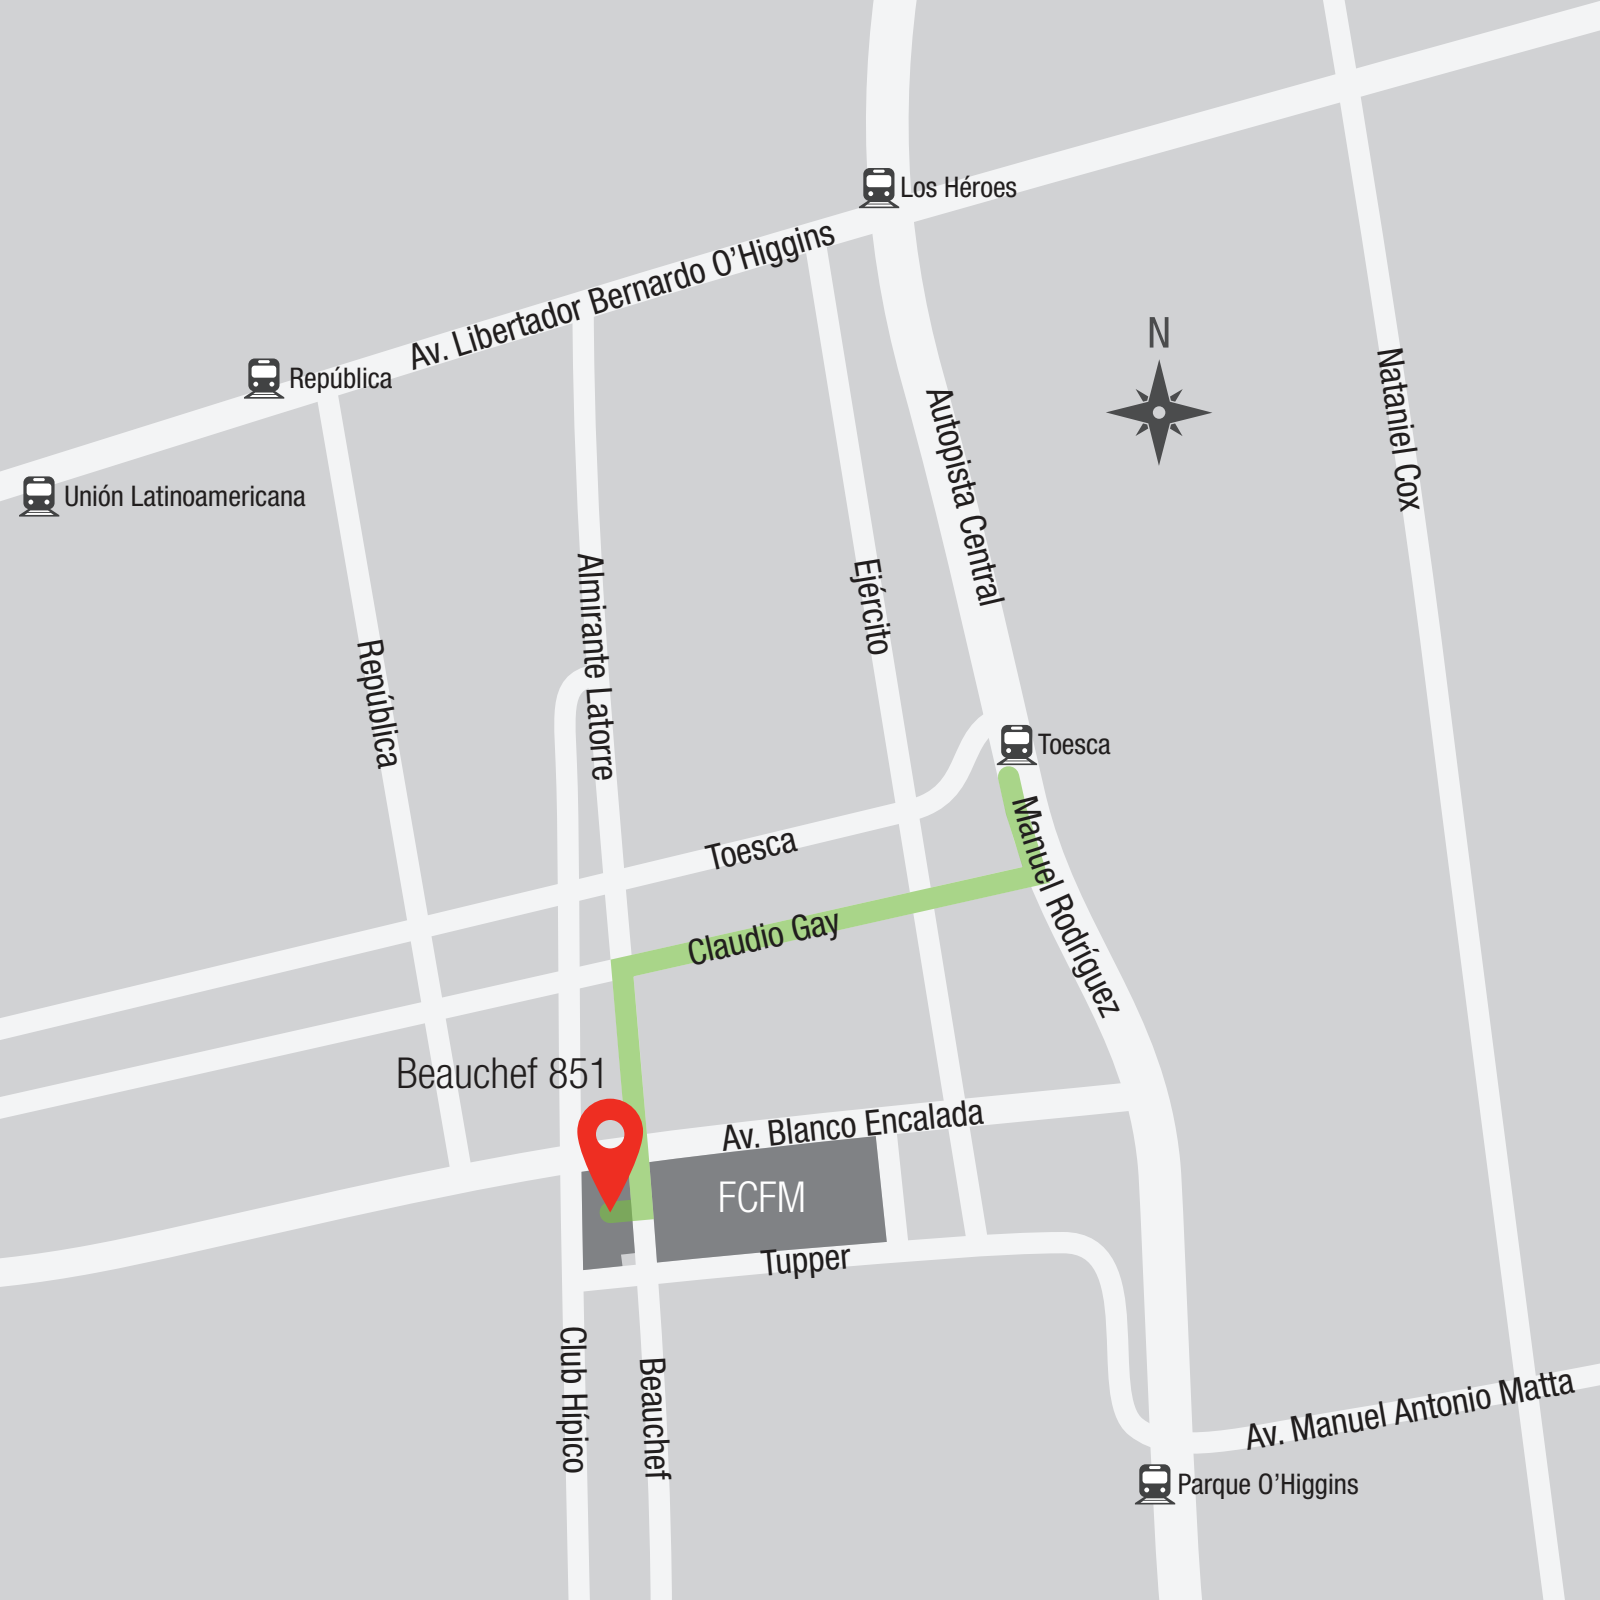 Los Héroes
Av. Libertador Bernardo O’Higgins
N
República
Unión Latinoamericana
Nataniel Cox
Autopista Central
Almirante Latorre
Ejército
República
Toesca
Manuel Rodríguez
Toesca
Claudio Gay
Beauchef 851
Av. Blanco Encalada
FCFM
Tupper
Club Hípico
Beauchef
Av. Manuel Antonio Matta
Parque O’Higgins